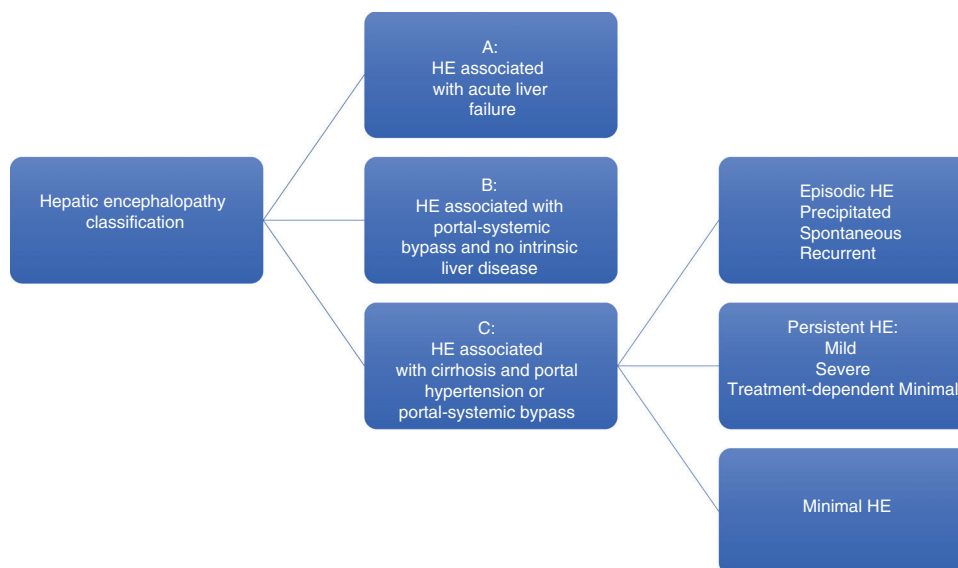 Hepatic encephalopathy
classification
A:
HE associated
with acute liver
failure
B:
HE associated with
portal-systemic
bypass and no intrinsic
liver disease
C:
HE associated
with cirrhosis and portal
hypertension or
portal-systemic bypass
Episodic HE
Precipitated
Spontaneous
Recurrent
Persistent HE:
Mild
Severe
Treatment-dependent Minimal
Minimal HE